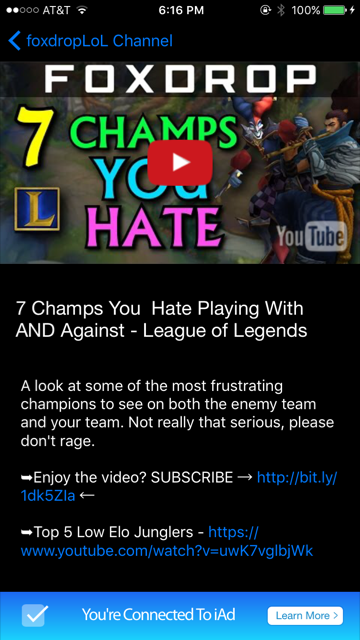 AT&T 6:16 PM 100%
foxdropLoL Channel
FOXDROP
7 CHAMPS
YOU
L HATE
YouTube
7 Champs You  Hate Playing With
AND Against - League of Legends
A look at some of the most frustrating
champions to see on both the enemy team
and your team. Not really that serious, please
don't rage.
➥Enjoy the video? SUBSCRIBE → http://bit.ly/
1dk5ZIa ←
➥Top 5 Low Elo Junglers - https://
www.youtube.com/watch?v=uwK7vglbjWk
You're Connected To iAd
Learn More >